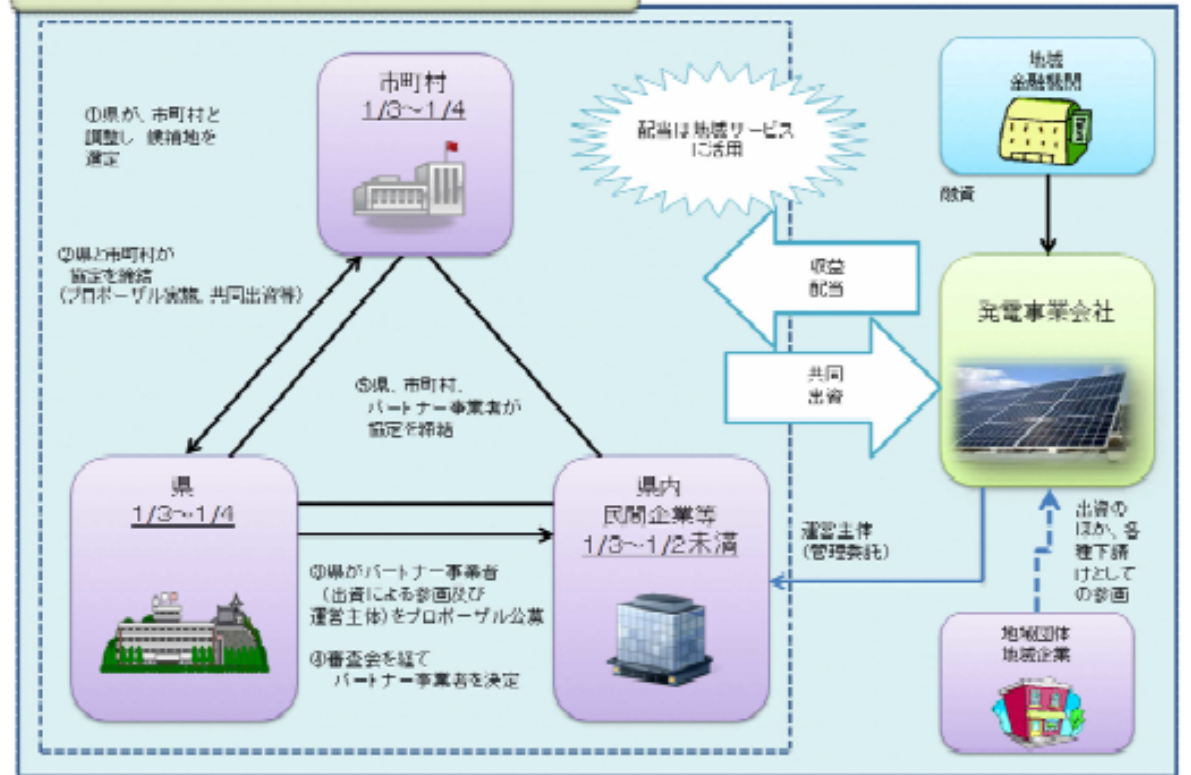 市町村
1/3~1/4
①県が、市町村と
調整し 候補地を
選定
配当は地域サービス
に活用
地域
金融機関
融資
②県と市町村が
協定を締結
(プロポーザル実施、共同出資等)
収益
配当
発電事業会社
共同
出資
⑤県、市町村、
パートナー事業者が
協定を締結
県
1/3~1/4
県内
民間企業等
1/3~1/2未満
運営主体
(管理委託)
出資の
ほか、各
種下請
けとして
の参画
③県がパートナー事業者
(出資による参画及び
運営主体)をプロポーザル公募
④審査会を経て
パートナー事業者を決定
地域団体
地域企業